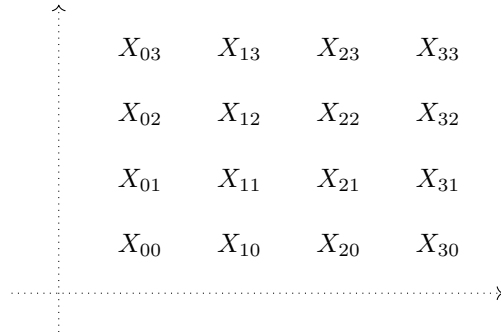 X₀₃ X₁₃ X₂₃ X₃₃
X₀₂ X₁₂ X₂₂ X₃₂
X₀₁ X₁₁ X₂₁ X₃₁
X₀₀ X₁₀ X₂₀ X₃₀